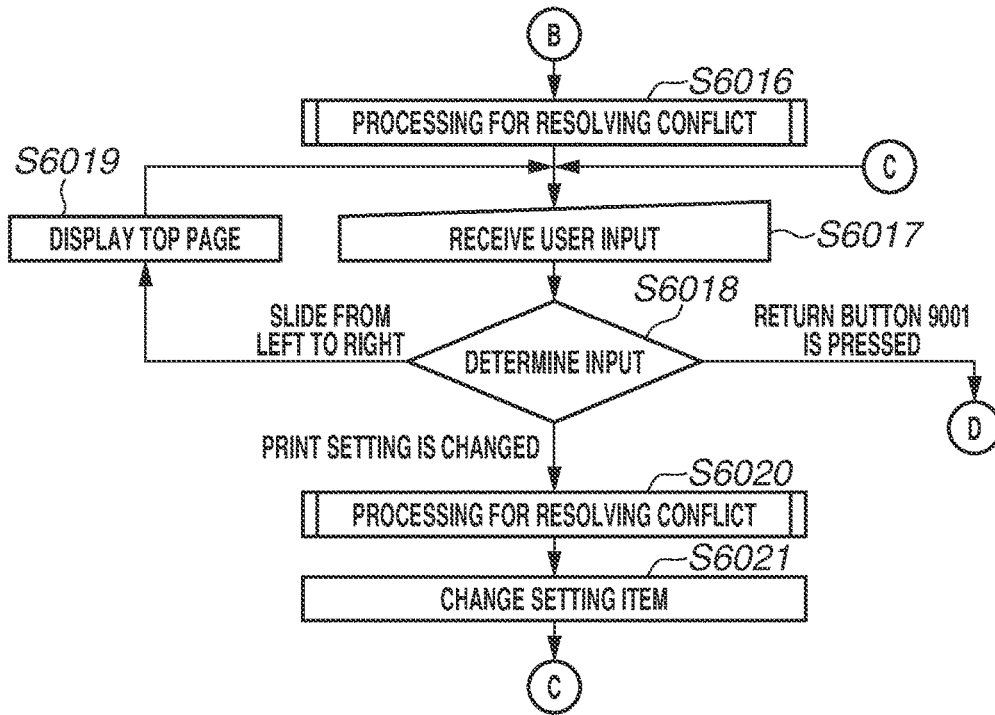 B
S6016
PROCESSING FOR RESOLVING CONFLICT
S6019
C
DISPLAY TOP PAGE
RECEIVE USER INPUT
S6017
S6018
SLIDE FROM
LEFT TO RIGHT
DETERMINE INPUT
RETURN BUTTON 9001
IS PRESSED
D
PRINT SETTING IS CHANGED
S6020
PROCESSING FOR RESOLVING CONFLICT
S6021
CHANGE SETTING ITEM
C